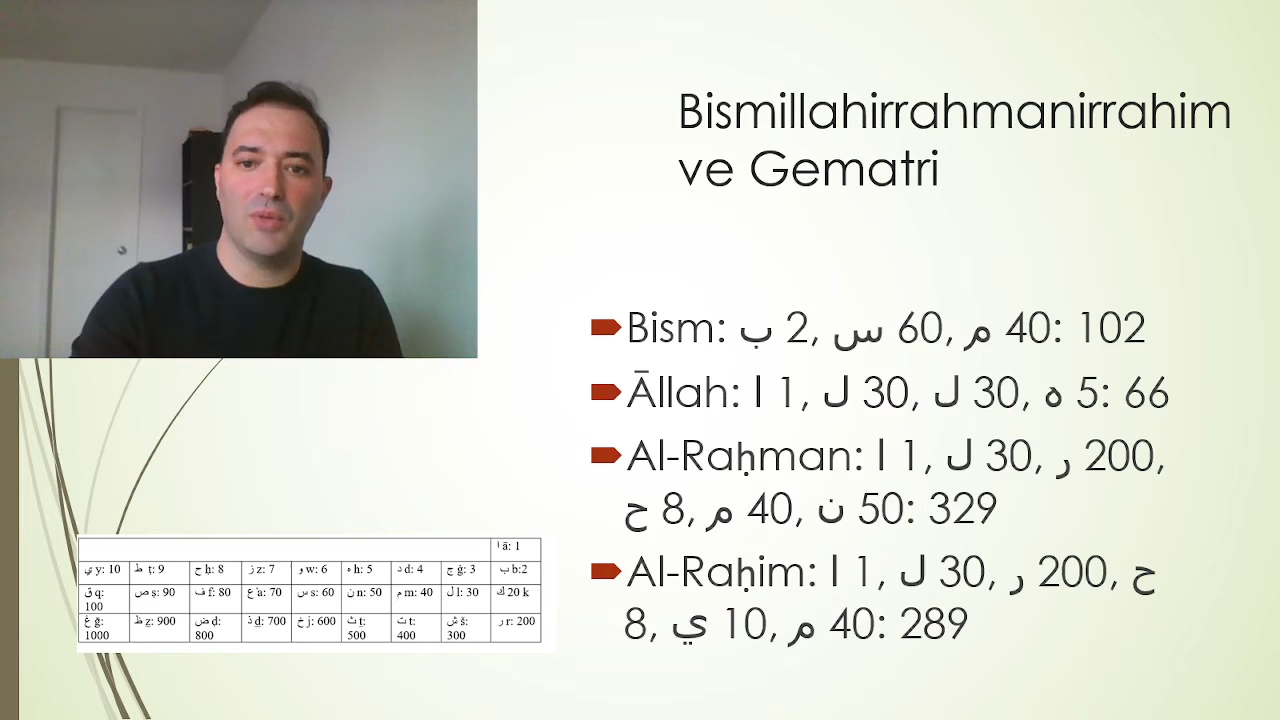 Bismillahirrahmanirrahim
ve Gematri
Bism: ب 2, س 60, م 40: 102
Āllah: ا 1, ل 30, ل 30, ه 5: 66
Al-Raḥman: ا 1, ل 30, ر 200,
ح 8, م 40, ن 50: 329
Al-Raḥim: ا 1, ل 30, ر 200, ح
8, ي 10, م 40: 289
ا ā: 1
ي y: 10 ط ṭ: 9 ح ḥ: 8 ز z: 7 و w: 6 ه h: 5 د d: 4 ج ġ: 3 ب b:2
ق q: 100 ص ṣ: 90 ف f: 80 ع 'a: 70 س s: 60 ن n: 50 م m: 40 ل l: 30 ك 20 k
غ ġ: 1000 ظ ẓ: 900 ض ḍ: 800 ذ ḏ: 700 خ j: 600 ث ṯ: 500 ت t: 400 ش š: 300 ر r: 200